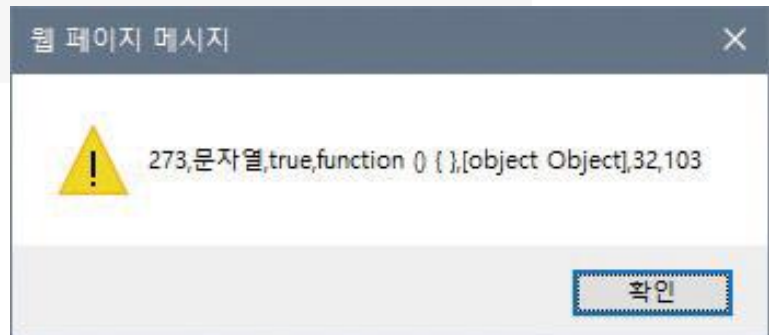 웹 페이지 메시지
273,문자열,true,function () { },[object Object],32,103
확인